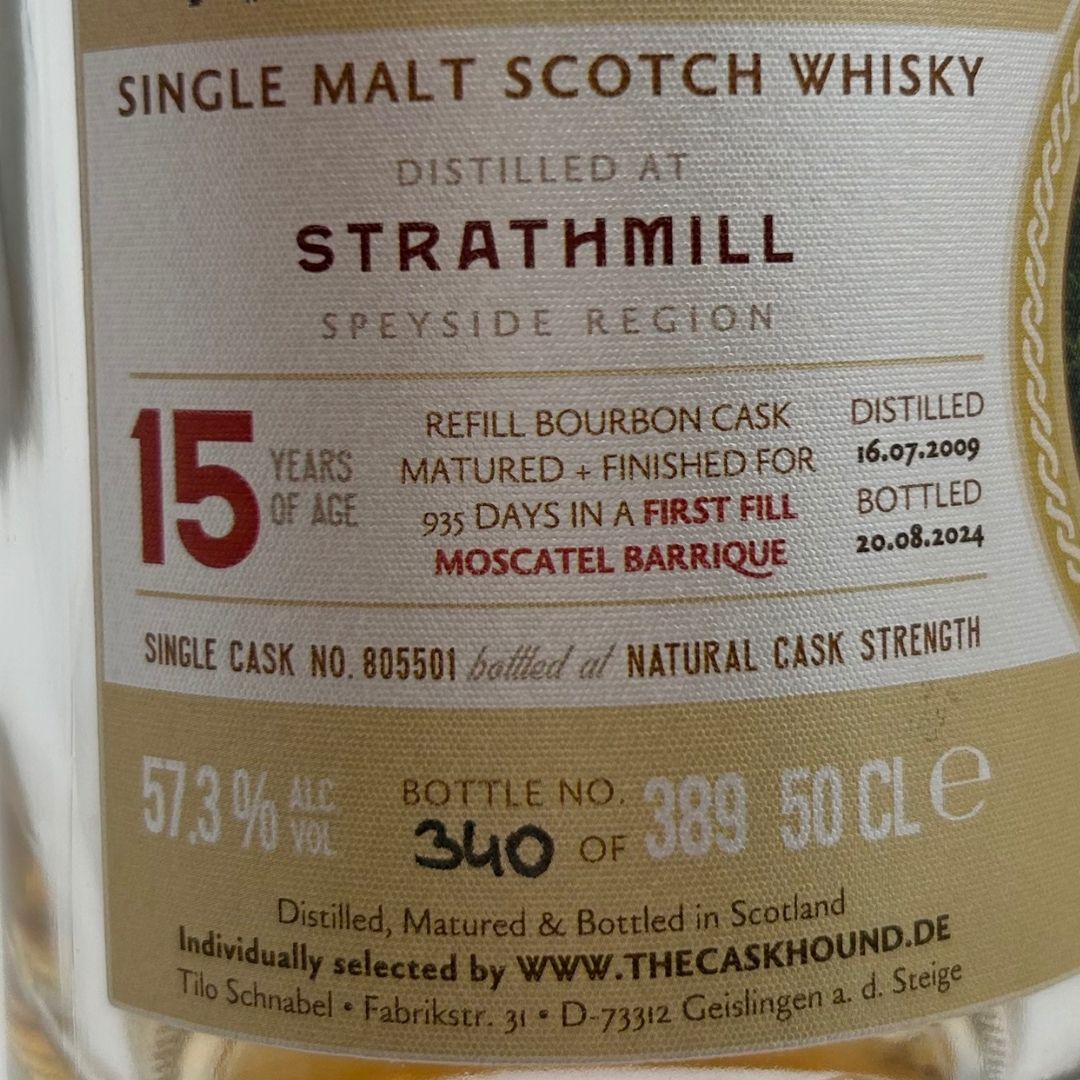 SINGLE MALT SCOTCH WHISKY
DISTILLED AT
STRATHMILL
SPEYSIDE REGION
15 YEARS OF AGE
REFILL BOURBON CASK
MATURED + FINISHED FOR
935 DAYS IN A FIRST FILL
MOSCATEL BARRIQUE
DISTILLED
16.07.2009
BOTTLED
20.08.2024
SINGLE CASK NO. 805501 bottled at NATURAL CASK STRENGTH
57,3 % ALC. VOL
BOTTLE NO.
340 OF 389
50 CL e
Distilled, Matured & Bottled in Scotland
Individually selected by WWW.THECASKHOUND.DE
Tilo Schnabel • Fabrikstr. 31 • D-73312 Geislingen a. d. Steige